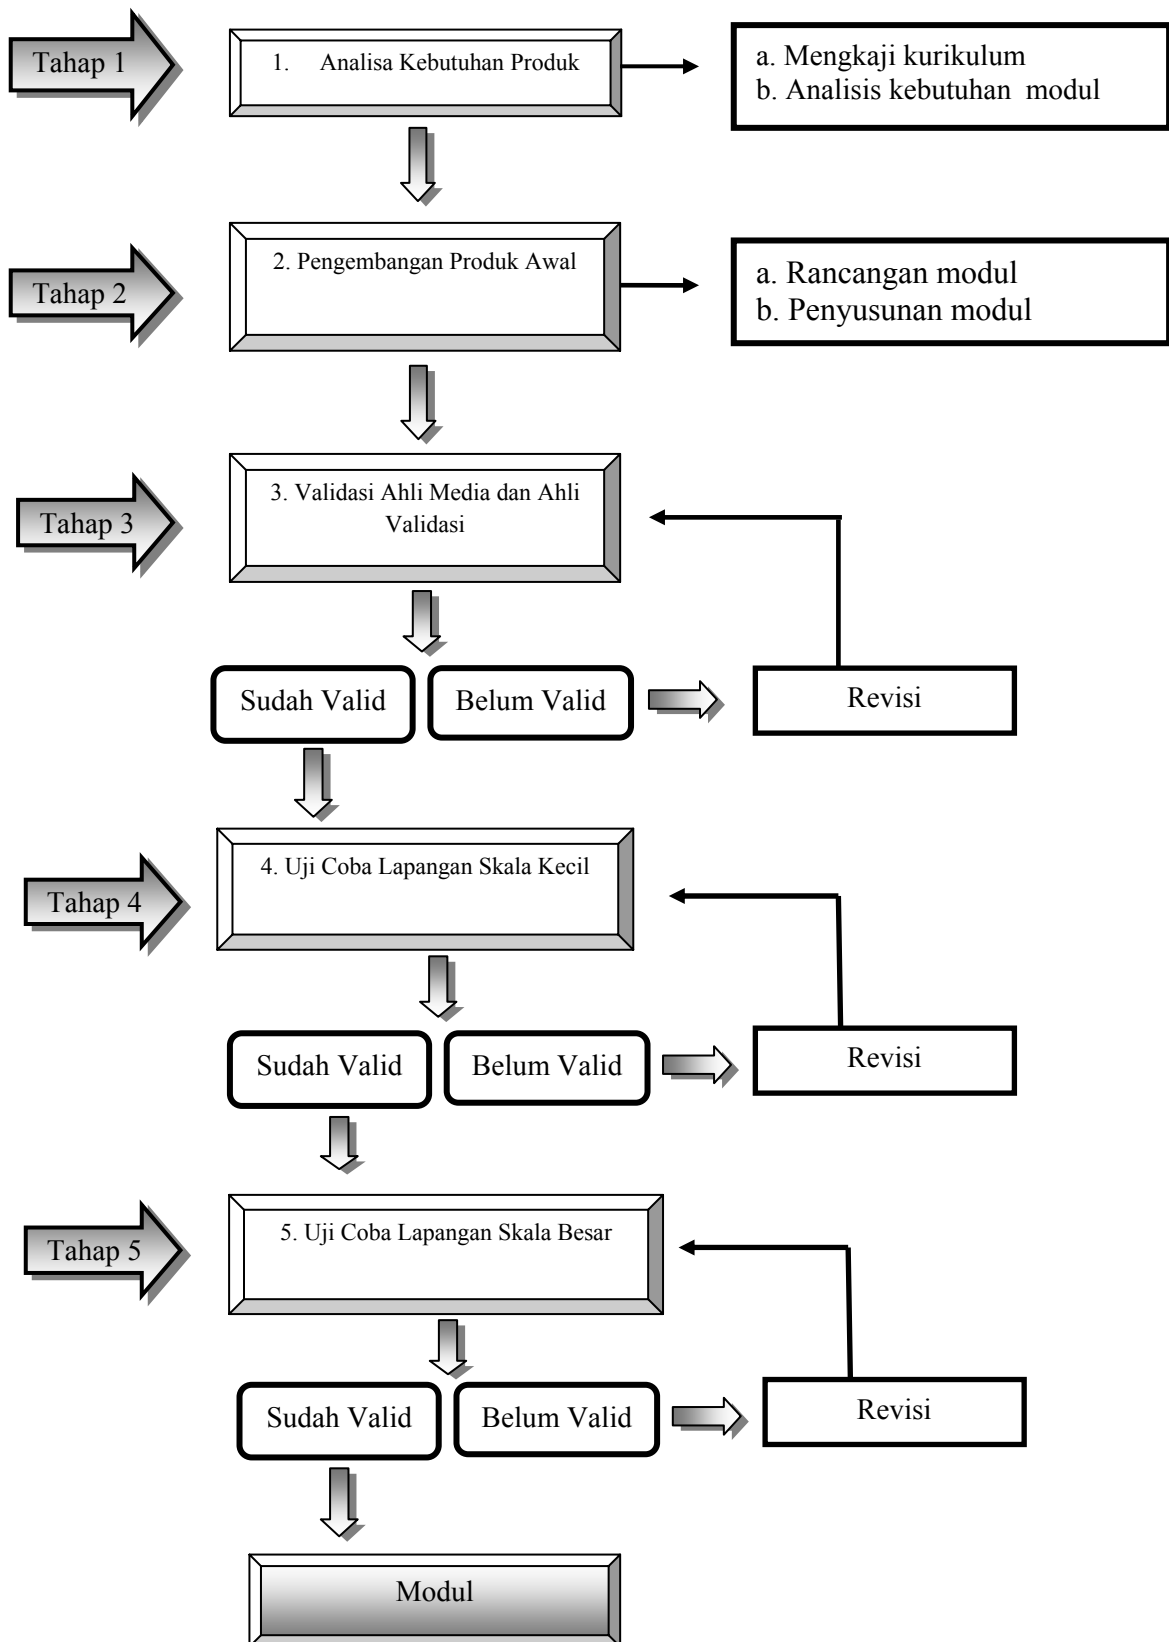 Tahap 1
1. Analisa Kebutuhan Produk
a. Mengkaji kurikulum
b. Analisis kebutuhan modul
Tahap 2
2. Pengembangan Produk Awal
a. Rancangan modul
b. Penyusunan modul
Tahap 3
3. Validasi Ahli Media dan Ahli
Validasi
Sudah Valid
Belum Valid
Revisi
Tahap 4
4. Uji Coba Lapangan Skala Kecil
Sudah Valid
Belum Valid
Revisi
Tahap 5
5. Uji Coba Lapangan Skala Besar
Sudah Valid
Belum Valid
Revisi
Modul